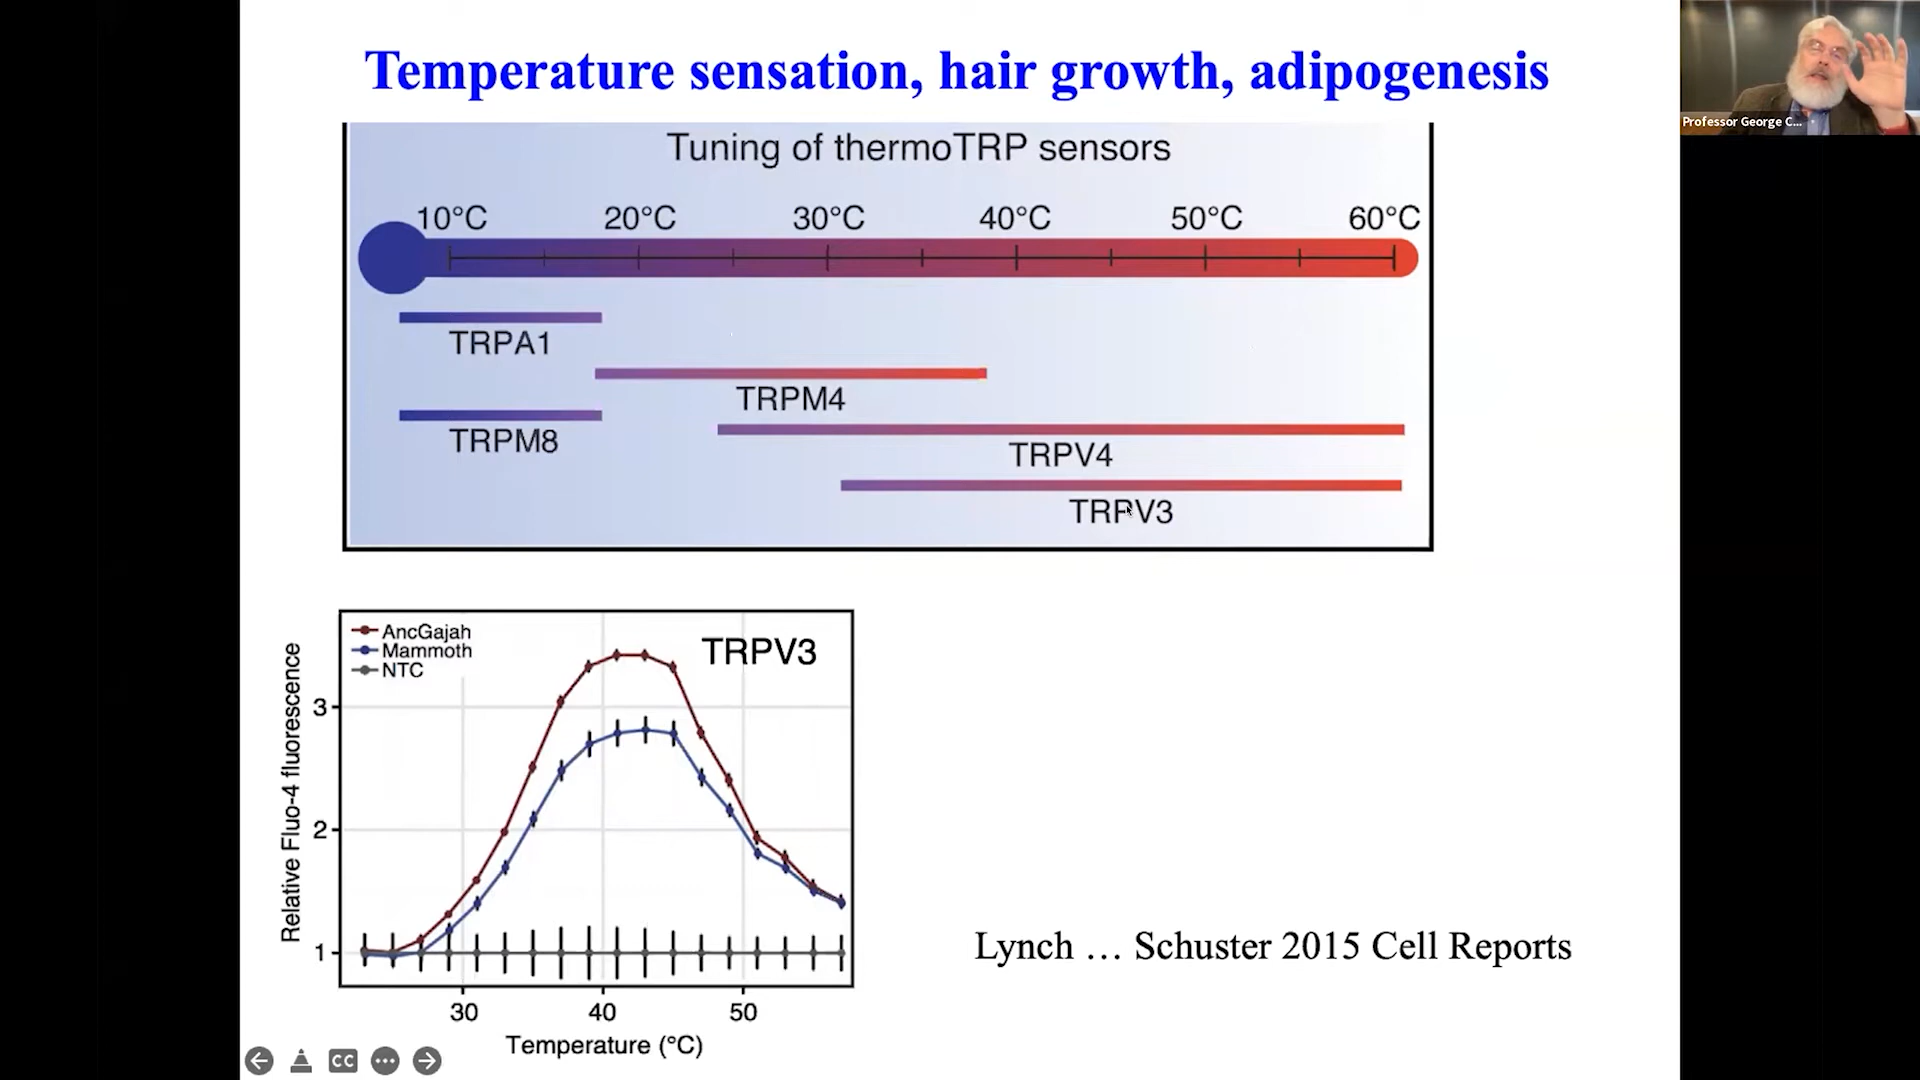 Temperature sensation, hair growth, adipogenesis
Professor George C...
Tuning of thermoTRP sensors
10°C 20°C 30°C 40°C 50°C 60°C
TRPA1
TRPM4
TRPM8
TRPV4
TRPV3
AncGajah
Mammoth
NTC
TRPV3
Relative Fluo-4 fluorescence
3
2
1
30 40 50
Temperature (°C)
Lynch … Schuster 2015 Cell Reports
CC